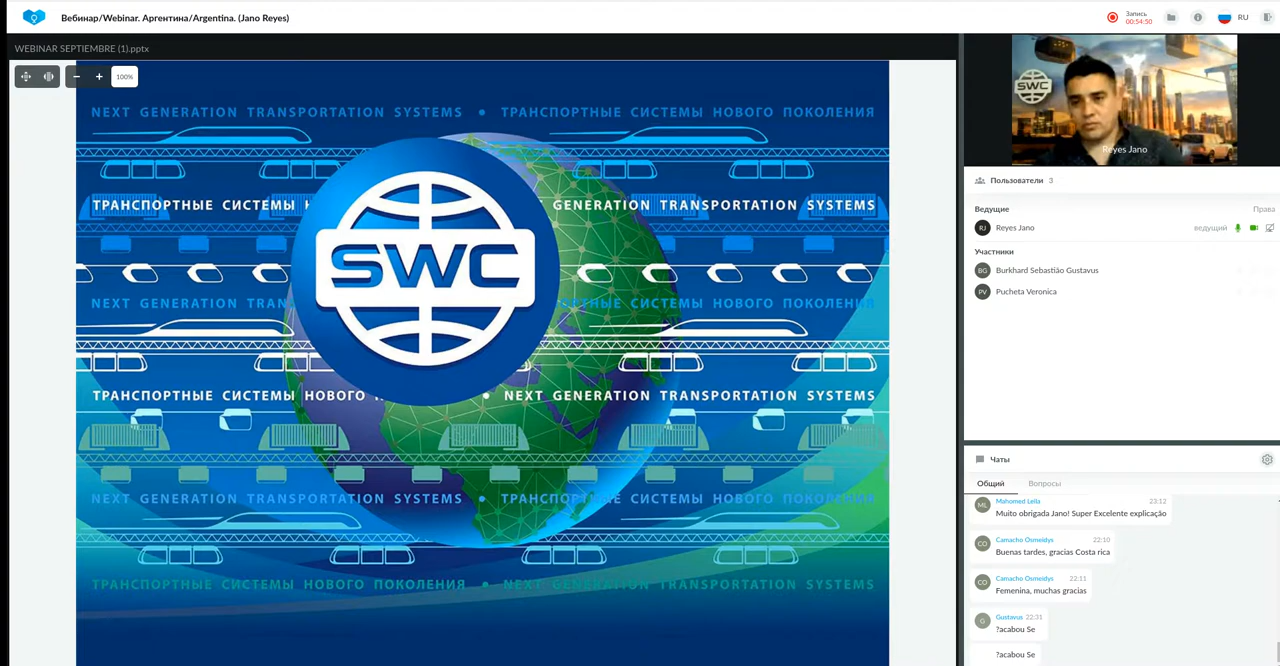 Вебинар/Webinar. Аргентина/Argentina. (Jano Reyes)
Запись
00:54:50
RU
WEBINAR SEPTIEMBRE (1).pptx
100%
NEXT GENERATION TRANSPORTATION SYSTEMS • ТРАНСПОРТНЫЕ СИСТЕМЫ НОВОГО ПОКОЛЕНИЯ
ТРАНСПОРТНЫЕ СИСТЕМЫ GENERATION TRANSPORTATION SYSTEMS
SWC
NEXT GENERATION СИСТЕМЫ НОВОГО ПОКОЛЕНИЯ
ТРАНСПОРТНЫЕ СИСТЕМЫ НОВОГО • NEXT GENERATION TRANSPORTATION SYSTEMS
NEXT GENERATION TRANSPORTATION SYSTEMS • ТРАНСПОРТНЫЕ СИСТЕМЫ НОВОГО ПОКОЛЕНИЯ
ТРАНСПОРТНЫЕ СИСТЕМЫ НОВОГО ПОКОЛЕНИЯ • NEXT GENERATION TRANSPORTATION SYSTEMS
SWC
Reyes Jano
Пользователи 3
Ведущие Права
RJ Reyes Jano ведущий
Участники
BG Burkhard Sebastião Gustavus
PV Pucheta Veronica
Чаты
Общий Вопросы
ML Mahomed Leila 23:12
Muito obrigada Jano! Super Excelente explicação
CO Camacho Osmeidys 22:10
Buenas tardes, gracias Costa rica
CO Camacho Osmeidys 22:11
Femenina, muchas gracias
G Gustavus 22:31
?acabou Se
?acabou Se